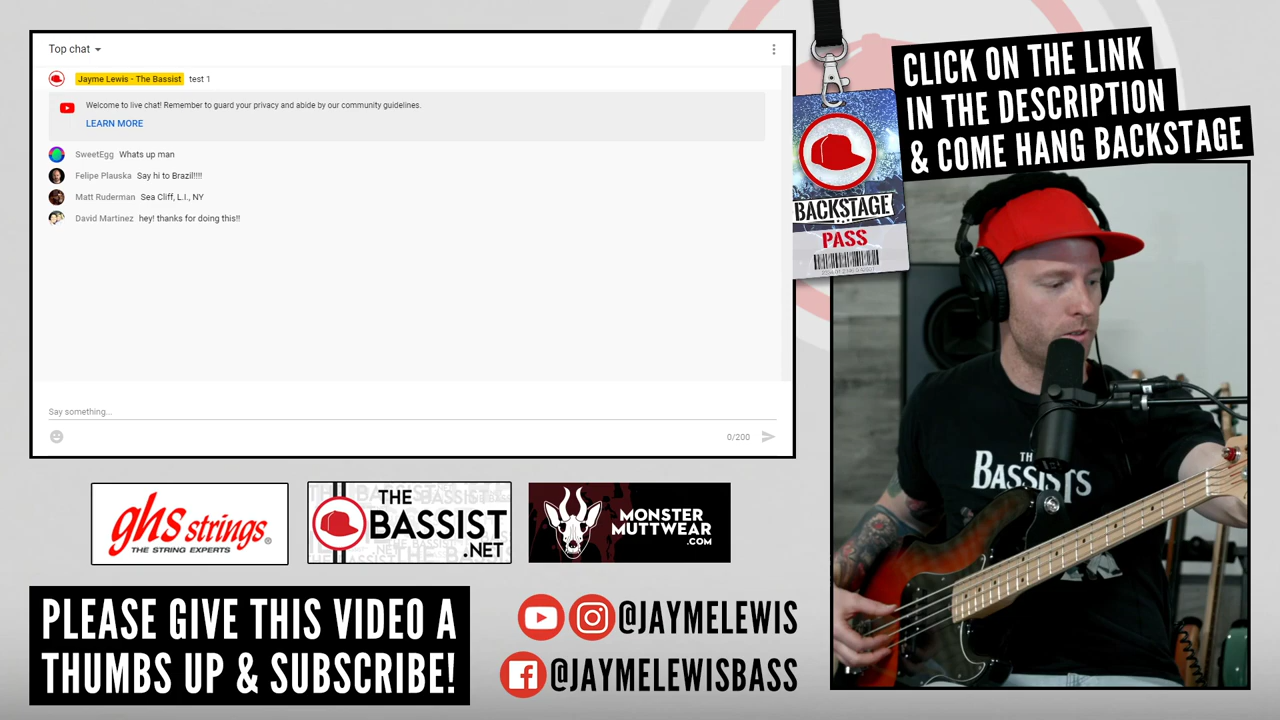 Top chat
Jayme Lewis - The Bassist test 1
Welcome to live chat! Remember to guard your privacy and abide by our community guidelines.
LEARN MORE
SweetEgg Whats up man
Felipe Plauska Say hi to Brazil!!!!
Matt Ruderman Sea Cliff, L.I., NY
David Martinez hey! thanks for doing this!!
Say something...
0/200
CLICK ON THE LINK
IN THE DESCRIPTION
& COME HANG BACKSTAGE
BACKSTAGE
PASS
BASSISTS
ghs strings®
THE STRING EXPERTS
THE
BASSIST
.NET
MONSTER
MUTTWEAR
.COM
PLEASE GIVE THIS VIDEO A
THUMBS UP & SUBSCRIBE!
@JAYMELEWIS
@JAYMELEWISBASS